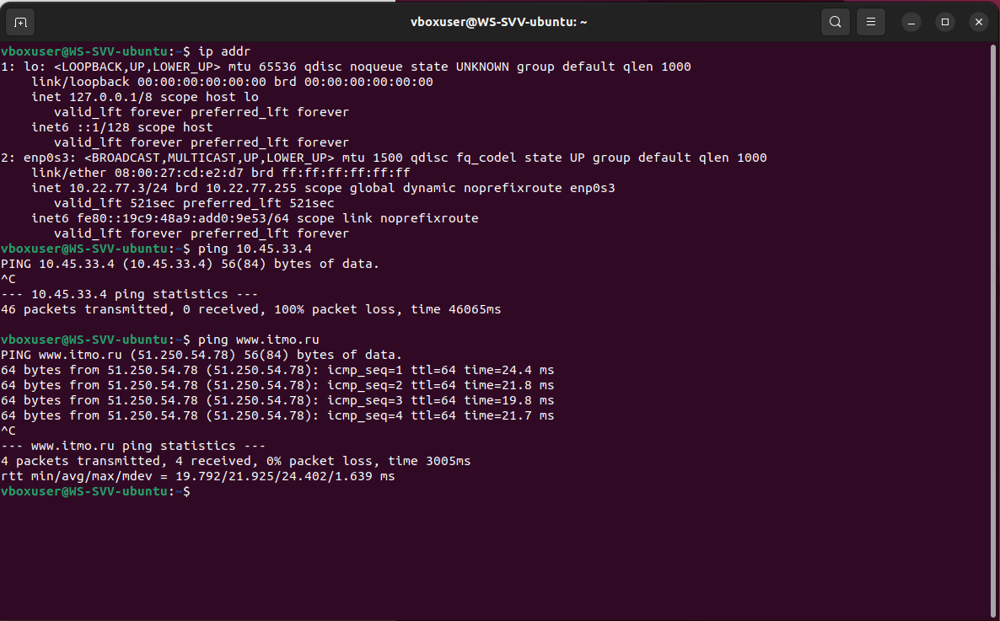 vboxuser@WS-SVV-ubuntu: ~
vboxuser@WS-SVV-ubuntu:~$ ip addr
1: lo: <LOOPBACK,UP,LOWER_UP> mtu 65536 qdisc noqueue state UNKNOWN group default qlen 1000
    link/loopback 00:00:00:00:00:00 brd 00:00:00:00:00:00
    inet 127.0.0.1/8 scope host lo
       valid_lft forever preferred_lft forever
    inet6 ::1/128 scope host
       valid_lft forever preferred_lft forever
2: enp0s3: <BROADCAST,MULTICAST,UP,LOWER_UP> mtu 1500 qdisc fq_codel state UP group default qlen 1000
    link/ether 08:00:27:cd:e2:d7 brd ff:ff:ff:ff:ff:ff
    inet 10.22.77.3/24 brd 10.22.77.255 scope global dynamic noprefixroute enp0s3
       valid_lft 521sec preferred_lft 521sec
    inet6 fe80::19c9:48a9:add0:9e53/64 scope link noprefixroute
       valid_lft forever preferred_lft forever
vboxuser@WS-SVV-ubuntu:~$ ping 10.45.33.4
PING 10.45.33.4 (10.45.33.4) 56(84) bytes of data.
^C
--- 10.45.33.4 ping statistics ---
46 packets transmitted, 0 received, 100% packet loss, time 46065ms

vboxuser@WS-SVV-ubuntu:~$ ping www.itmo.ru
PING www.itmo.ru (51.250.54.78) 56(84) bytes of data.
64 bytes from 51.250.54.78 (51.250.54.78): icmp_seq=1 ttl=64 time=24.4 ms
64 bytes from 51.250.54.78 (51.250.54.78): icmp_seq=2 ttl=64 time=21.8 ms
64 bytes from 51.250.54.78 (51.250.54.78): icmp_seq=3 ttl=64 time=19.8 ms
64 bytes from 51.250.54.78 (51.250.54.78): icmp_seq=4 ttl=64 time=21.7 ms
^C
--- www.itmo.ru ping statistics ---
4 packets transmitted, 4 received, 0% packet loss, time 3005ms
rtt min/avg/max/mdev = 19.792/21.925/24.402/1.639 ms
vboxuser@WS-SVV-ubuntu:~$